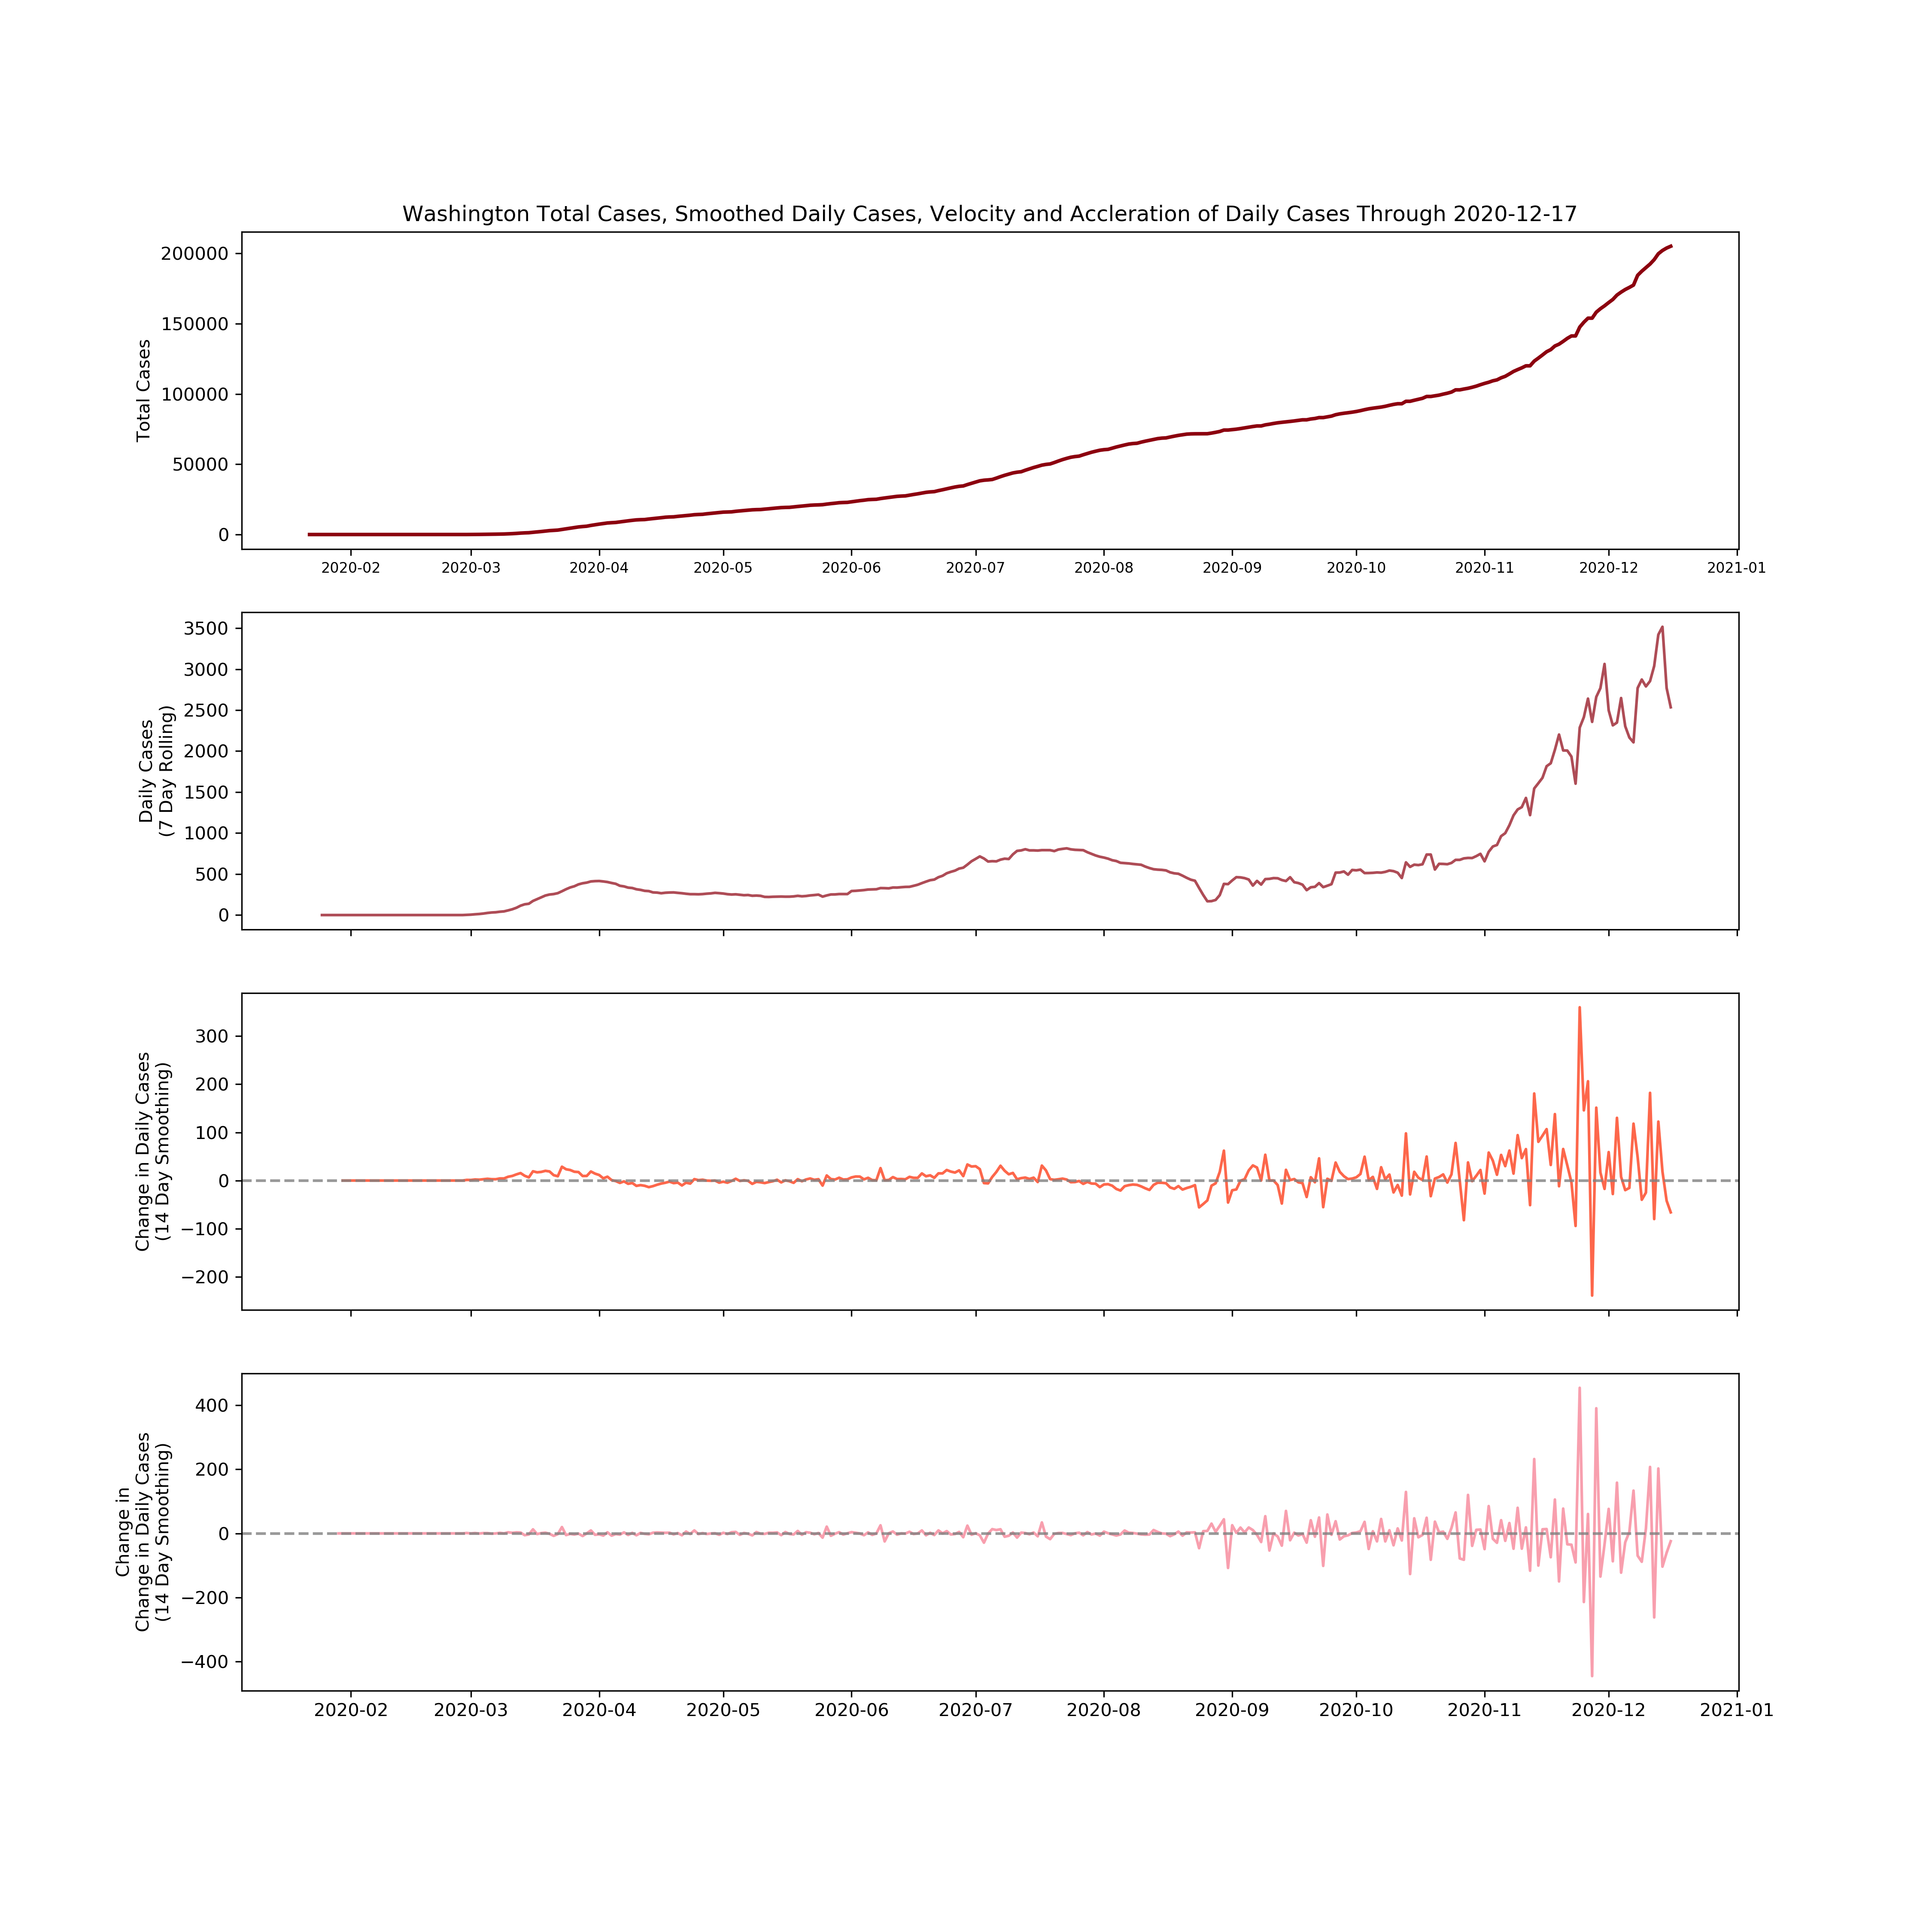 Washington Total Cases, Smoothed Daily Cases, Velocity and Accleration of Daily Cases Through 2020-12-17
Total Cases
200000
150000
100000
50000
0
2020-02 2020-03 2020-04 2020-05 2020-06 2020-07 2020-08 2020-09 2020-10 2020-11 2020-12 2021-01
Daily Cases
(7 Day Rolling)
3500
3000
2500
2000
1500
1000
500
0
Change in Daily Cases
(14 Day Smoothing)
300
200
100
0
−100
−200
Change in
Change in Daily Cases
(14 Day Smoothing)
400
200
0
−200
−400
2020-02 2020-03 2020-04 2020-05 2020-06 2020-07 2020-08 2020-09 2020-10 2020-11 2020-12 2021-01